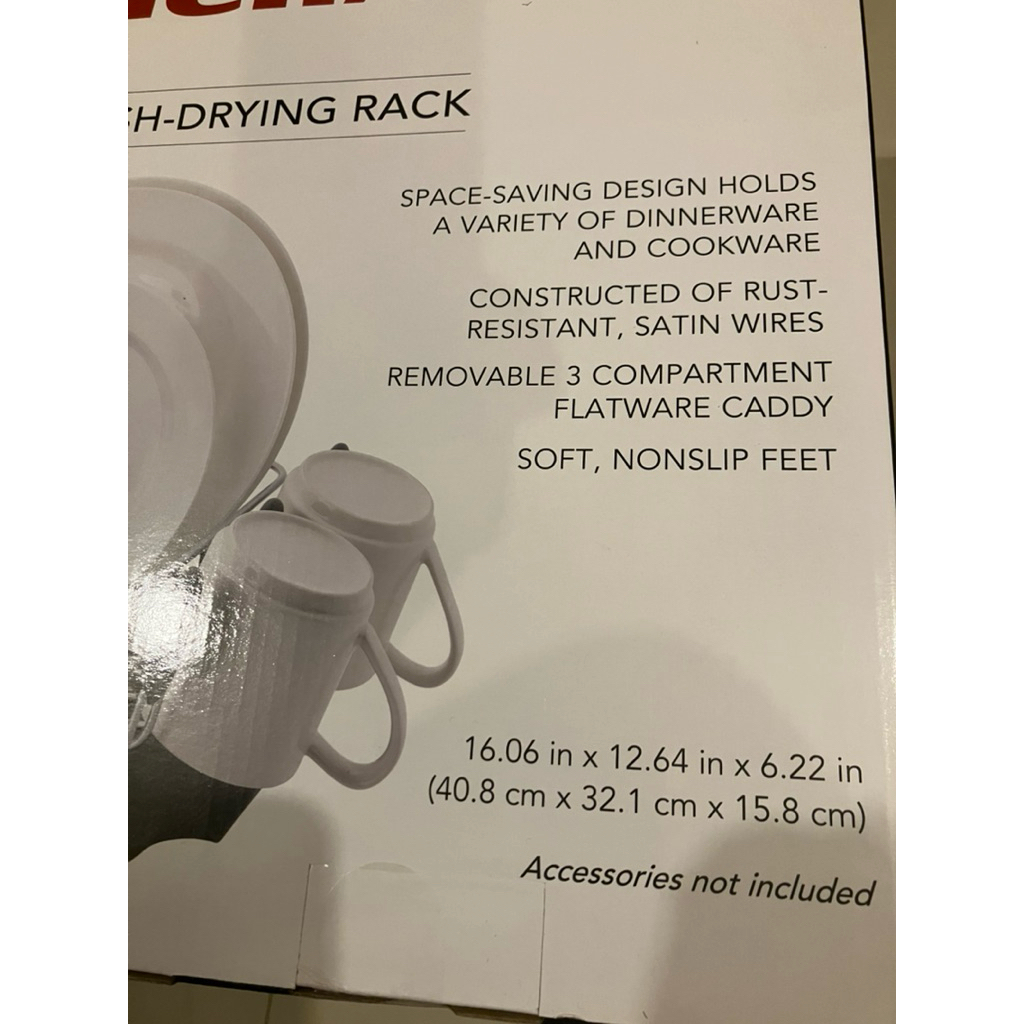 H-DRYING RACK
SPACE-SAVING DESIGN HOLDS
A VARIETY OF DINNERWARE
AND COOKWARE
CONSTRUCTED OF RUST-
RESISTANT, SATIN WIRES
REMOVABLE 3 COMPARTMENT
FLATWARE CADDY
SOFT, NONSLIP FEET
16.06 in x 12.64 in x 6.22 in
(40.8 cm x 32.1 cm x 15.8 cm)
Accessories not included